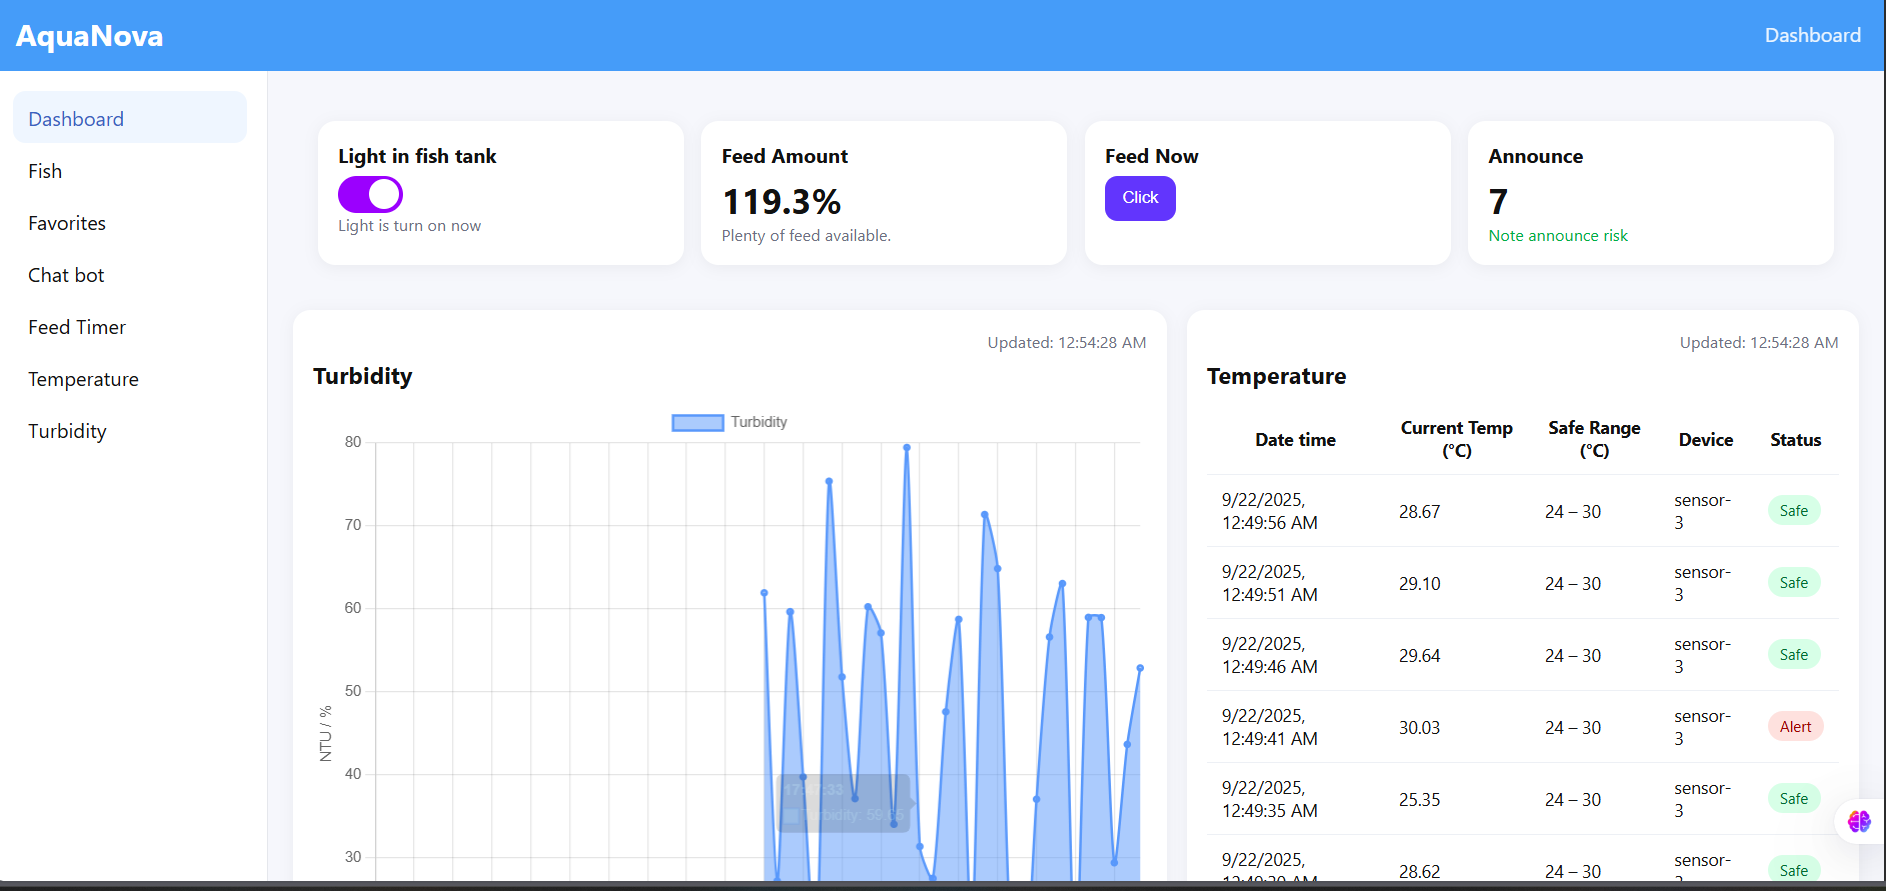 AquaNova
Dashboard
Dashboard
Fish
Favorites
Chat bot
Feed Timer
Temperature
Turbidity
Light in fish tank
Light is turn on now
Feed Amount
119.3%
Plenty of feed available.
Feed Now
Click
Announce
7
Note announce risk
Updated: 12:54:28 AM
Turbidity
Turbidity
80
70
60
50
40
30
NTU / %
Turbidity:
Updated: 12:54:28 AM
Temperature
Date time
Current Temp
(°C)
Safe Range
(°C)
Device
Status
9/22/2025,
12:49:56 AM
28.67
24 – 30
sensor-
3
Safe
9/22/2025,
12:49:51 AM
29.10
24 – 30
sensor-
3
Safe
9/22/2025,
12:49:46 AM
29.64
24 – 30
sensor-
3
Safe
9/22/2025,
12:49:41 AM
30.03
24 – 30
sensor-
3
Alert
9/22/2025,
12:49:35 AM
25.35
24 – 30
sensor-
3
Safe
9/22/2025,
28.62
24 – 30
sensor-
Safe